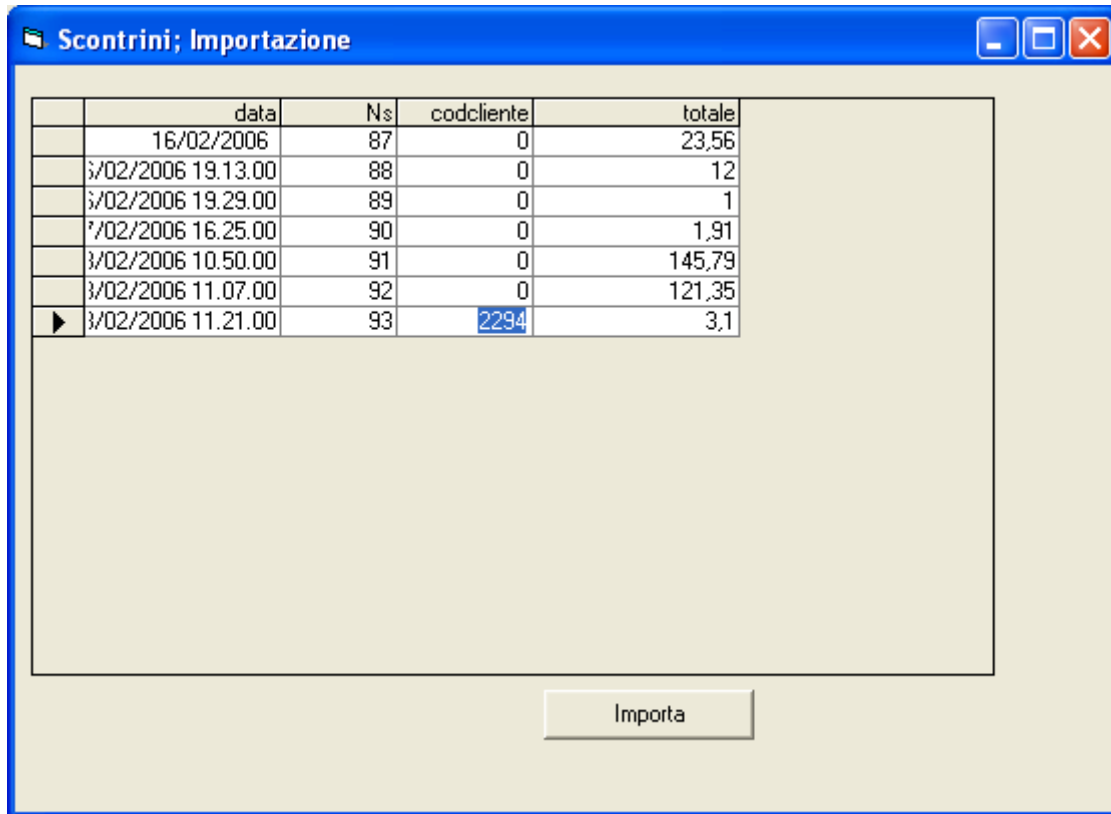 Scontrini; Importazione
data Ns codcliente totale
16/02/2006 87 0 23,56
/02/2006 19.13.00 88 0 12
/02/2006 19.29.00 89 0 1
/02/2006 16.25.00 90 0 1,91
/02/2006 10.50.00 91 0 145,79
/02/2006 11.07.00 92 0 121,35
/02/2006 11.21.00 93 2294 3,1
Importa